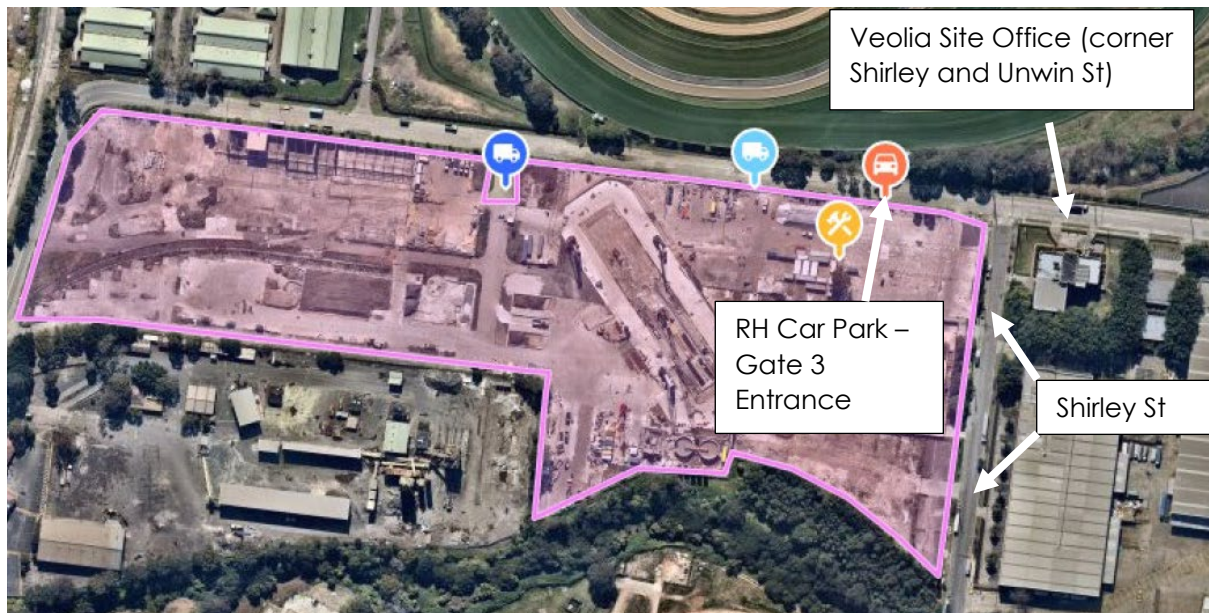 Veolia Site Office (corner
Shirley and Unwin St)
RH Car Park –
Gate 3
Entrance
Shirley St